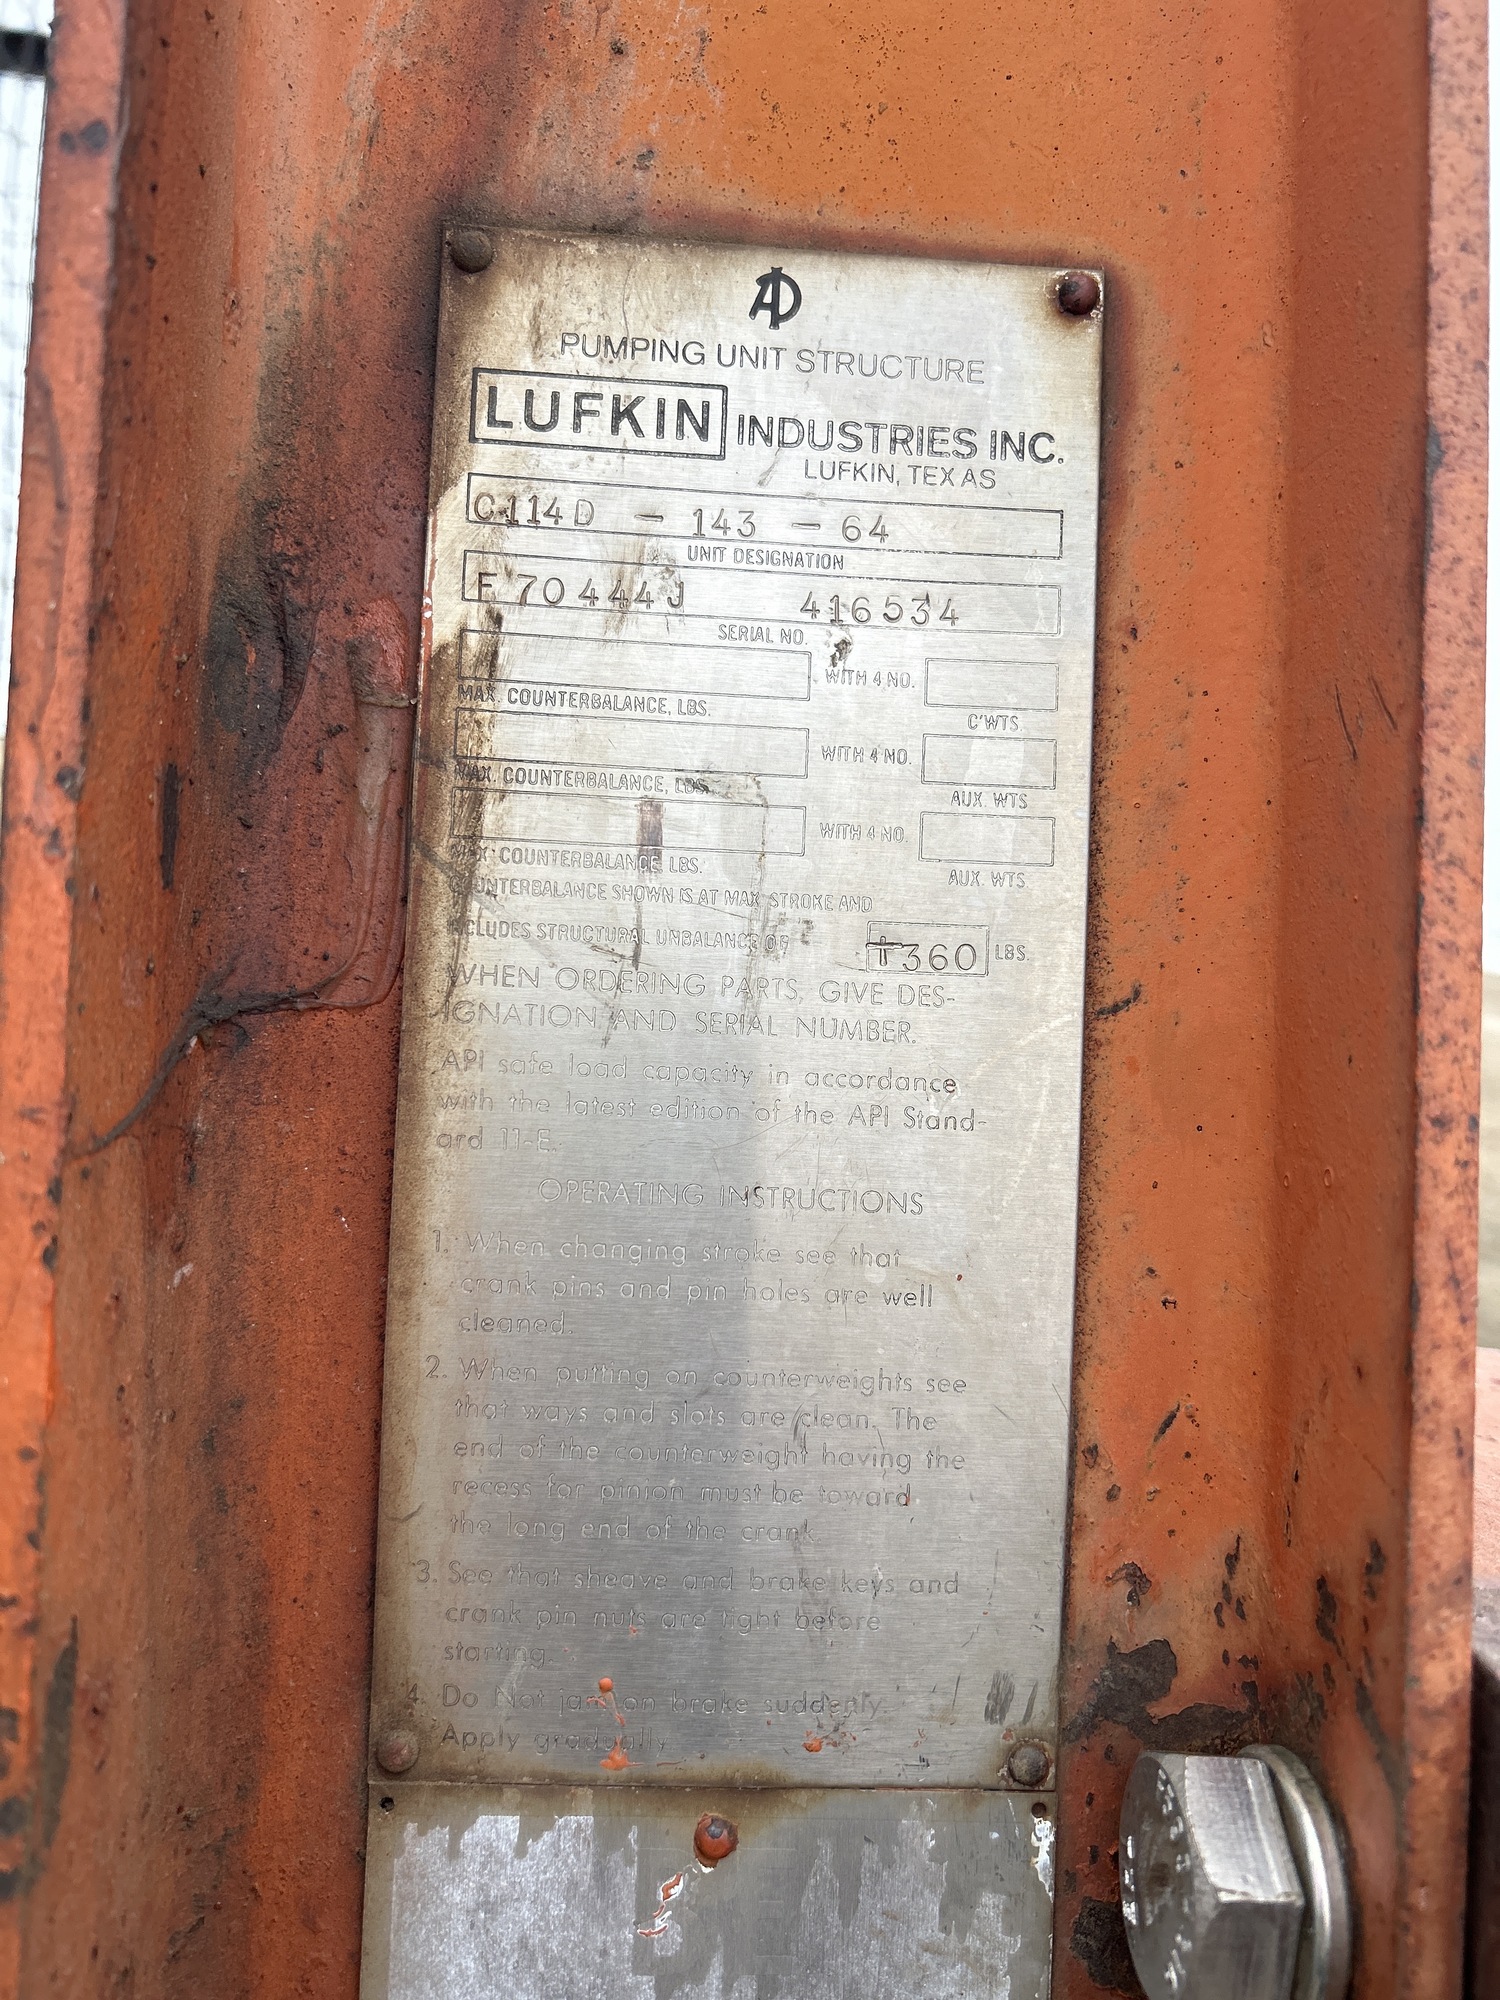 PUMPING UNIT STRUCTURE
LUFKIN INDUSTRIES INC.
LUFKIN, TEXAS
C-114D - 143 - 64
UNIT DESIGNATION
F 70444J 416534
SERIAL NO.
WITH 4 NO.
MAX. COUNTERBALANCE, LBS.
C'WTS.
WITH 4 NO.
MAX. COUNTERBALANCE, LBS.
AUX. WTS
WITH 4 NO.
MAX. COUNTERBALANCE LBS.
AUX. WTS
COUNTERBALANCE SHOWN IS AT MAX. STROKE AND
INCLUDES STRUCTURAL UNBALANCE OF +360 LBS.
WHEN ORDERING PARTS, GIVE DES-
IGNATION AND SERIAL NUMBER.
API safe load capacity in accordance
with the latest edition of the API Stand-
ard 11-E.
OPERATING INSTRUCTIONS
1. When changing stroke see that
crank pins and pin holes are well
cleaned.
2. When putting on counterweights see
that ways and slots are clean. The
end of the counterweight having the
recess for pinion must be toward
the long end of the crank.
3. See that sheave and brake keys and
crank pin nuts are tight before
starting.
4. Do Not jam on brake suddenly.
Apply gradually